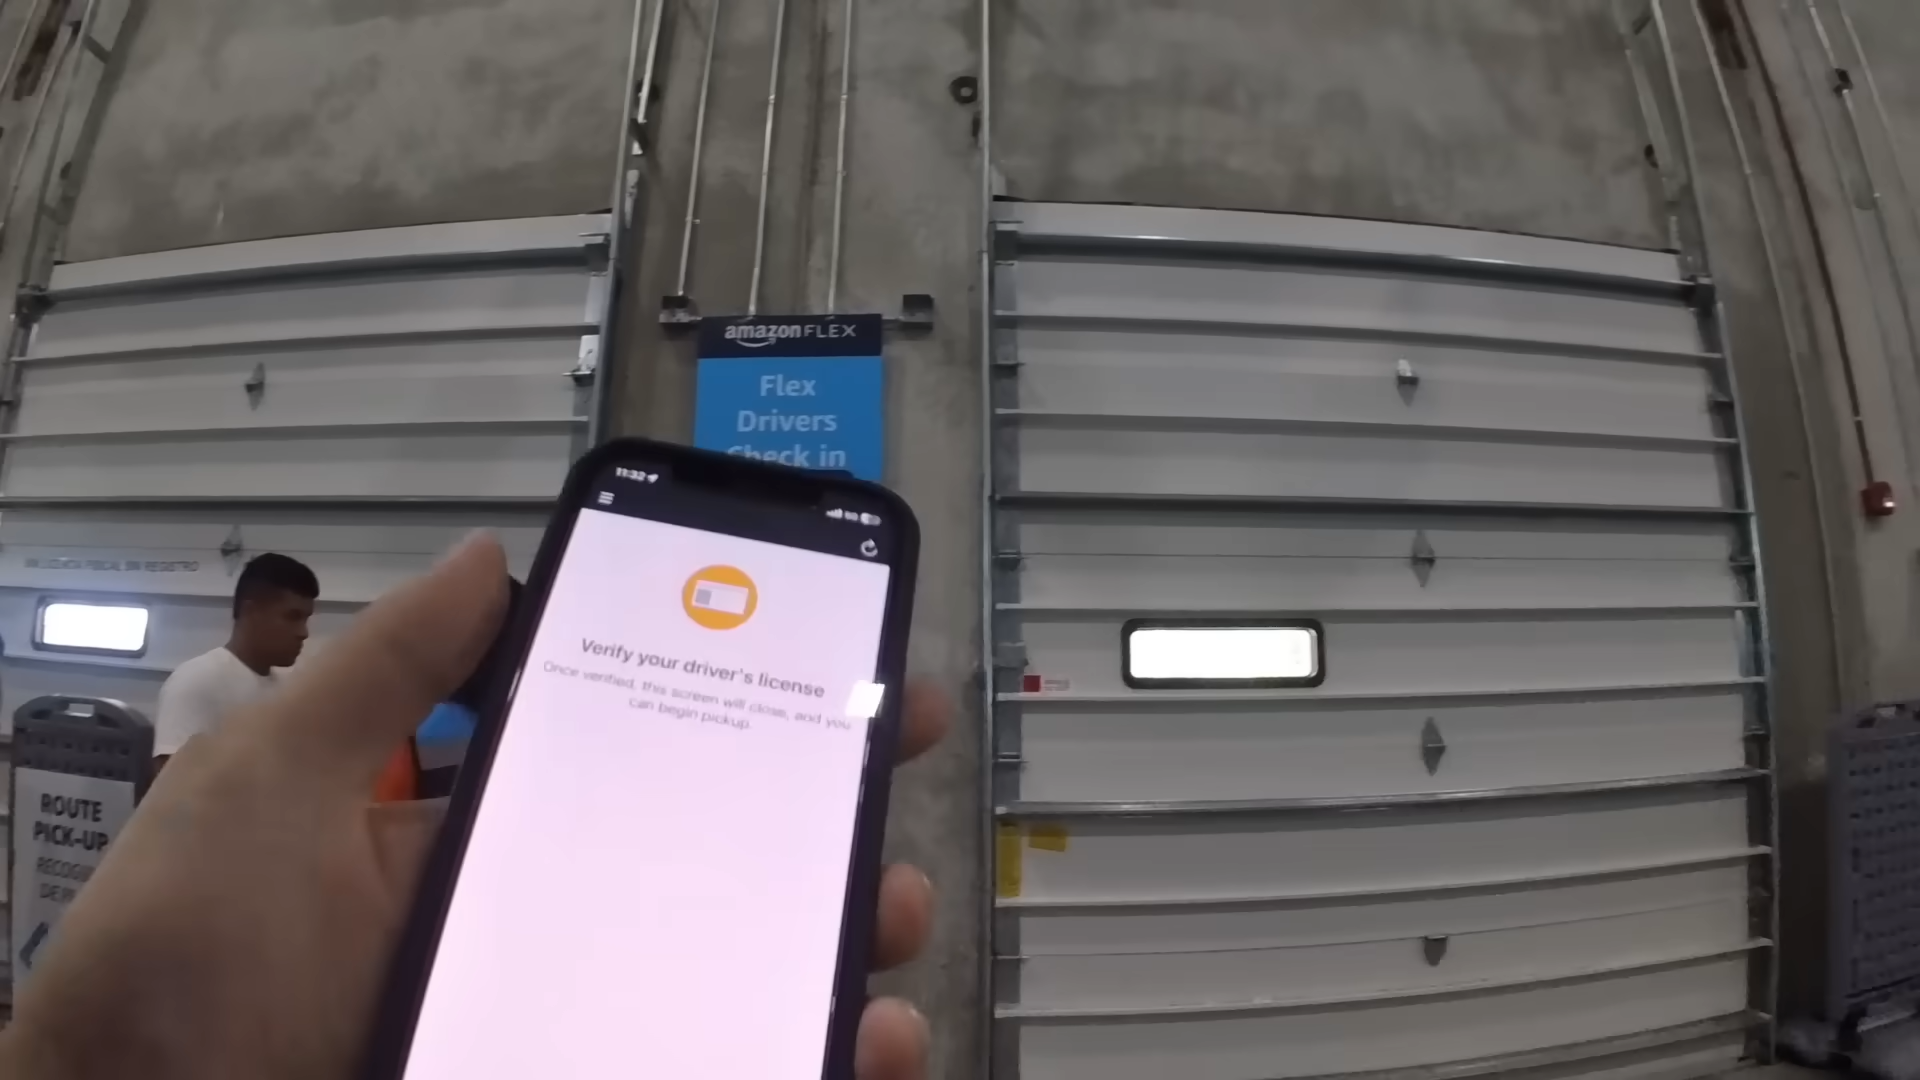 amazon FLEX
Flex
Drivers
Check in
11:32
5G
Verify your driver's license
Once verified, this screen will close, and you
can begin pickup.
ROUTE
PICK-UP